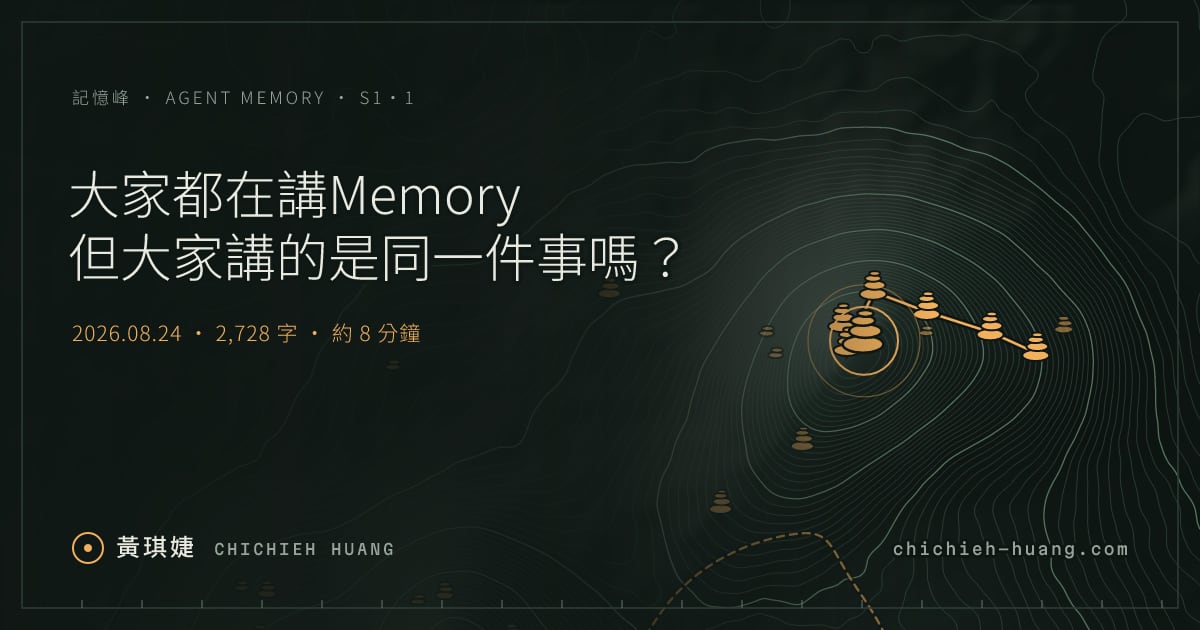 記憶峰 · AGENT MEMORY · S1·1
大家都在講Memory
但大家講的是同一件事嗎？
2026.08.24 · 2,728 字 · 約 8 分鐘
黃琪婕 CHICHIEH HUANG
chichieh-huang.com